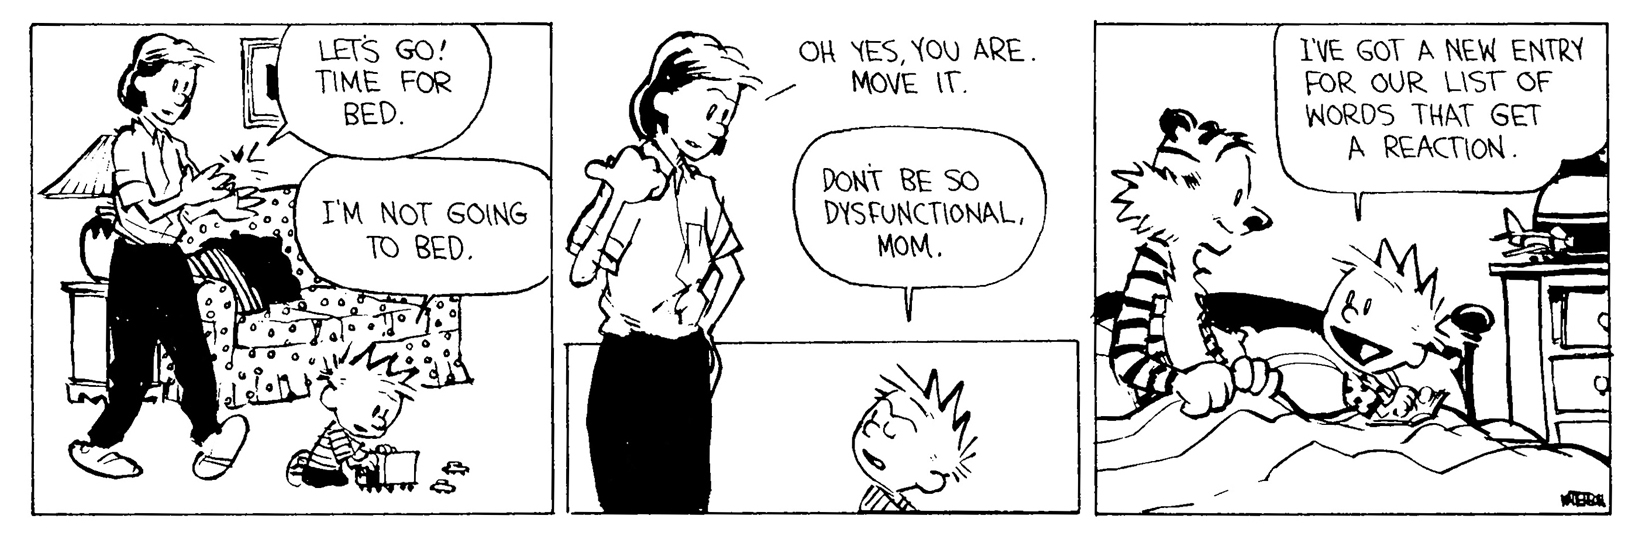 LET'S GO!
TIME FOR
BED.
I'M NOT GOING
TO BED.
OH YES, YOU ARE.
MOVE IT.
DON'T BE SO
DYSFUNCTIONAL,
MOM.
I'VE GOT A NEW ENTRY
FOR OUR LIST OF
WORDS THAT GET
A REACTION.
WATTERSON